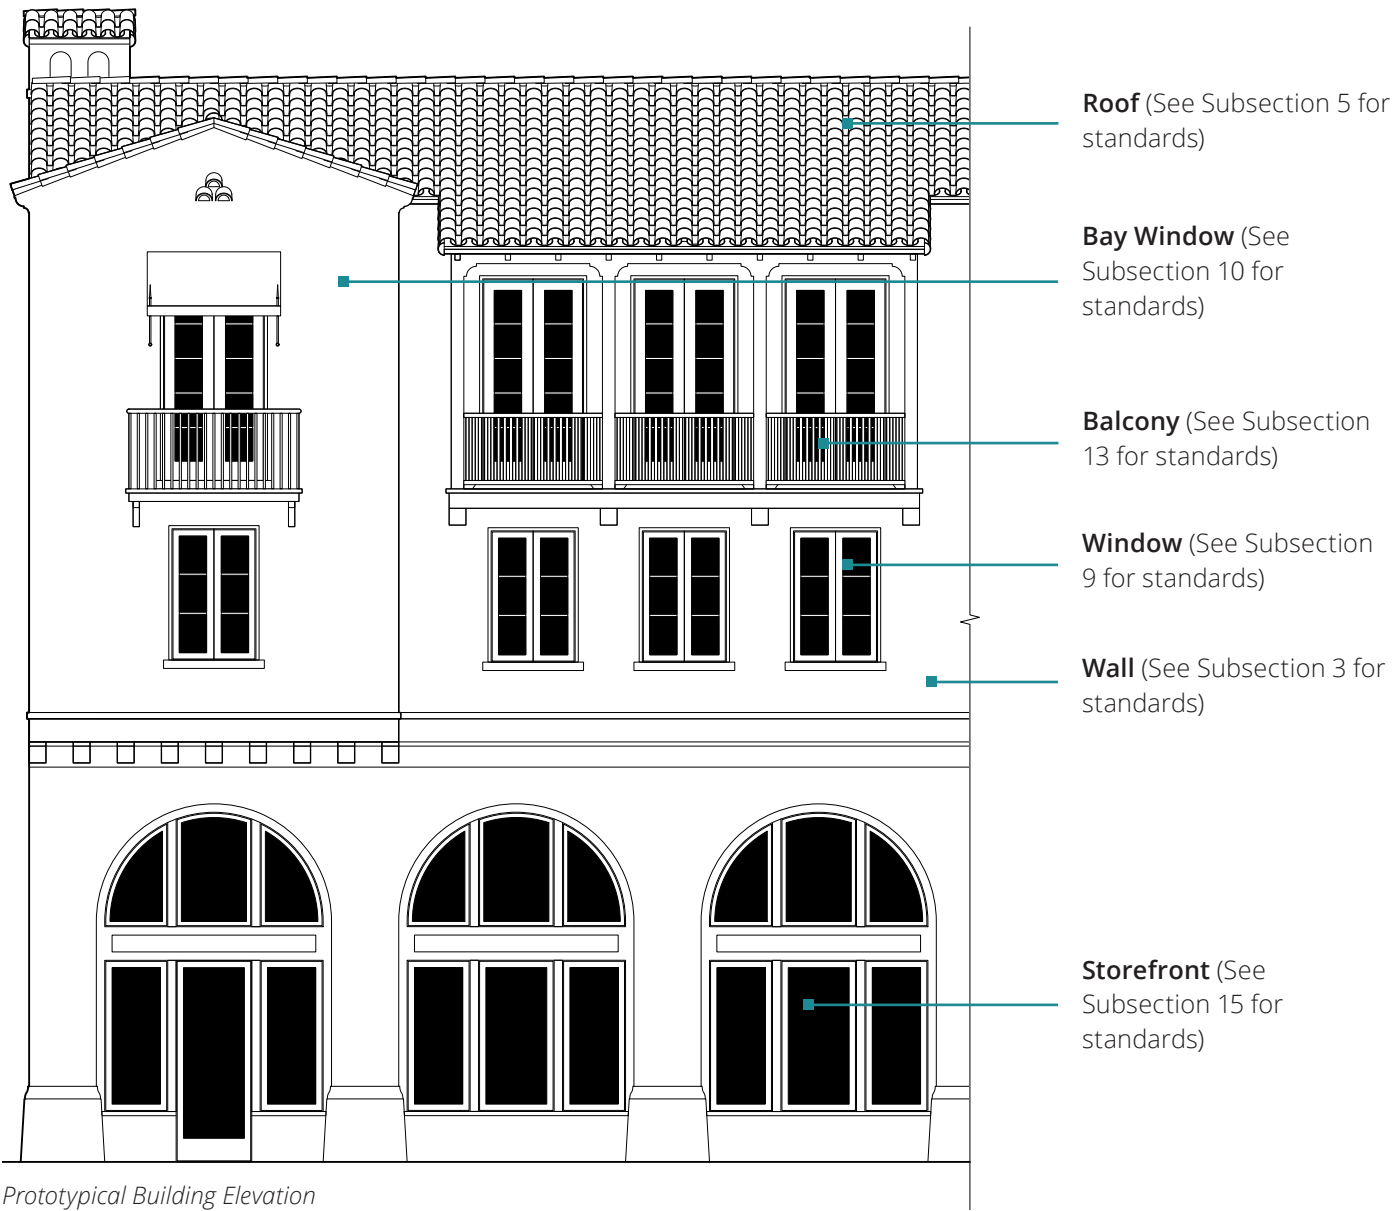 Roof (See Subsection 5 for
standards)
Bay Window (See
Subsection 10 for
standards)
Balcony (See Subsection
13 for standards)
Window (See Subsection
9 for standards)
Wall (See Subsection 3 for
standards)
Storefront (See
Subsection 15 for
standards)
Prototypical Building Elevation